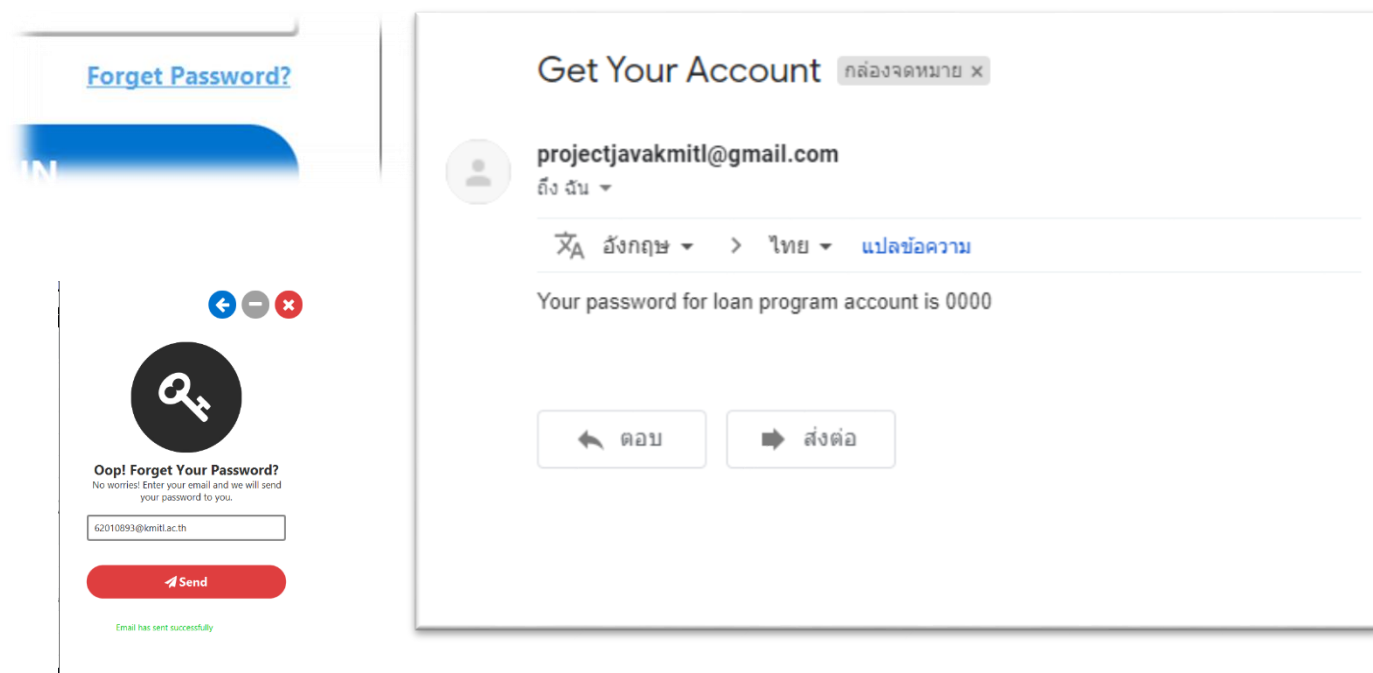 Forget Password?
IN
Oop! Forget Your Password?
No worries! Enter your email and we will send
your password to you.
62010893@kmitl.ac.th
Send
Email has sent successfully
Get Your Account กล่องจดหมาย x
projectjavakmitl@gmail.com
ถึง ฉัน
อังกฤษ > ไทย แปลข้อความ
Your password for loan program account is 0000
ตอบ ส่งต่อ